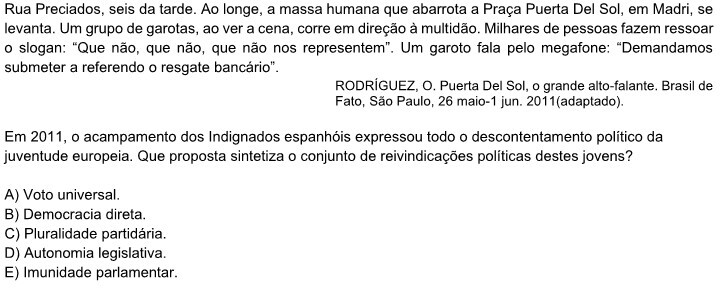 Rua Preciados, seis da tarde. Ao longe, a massa humana que abarrota a Praça Puerta Del Sol, em Madri, se
levanta. Um grupo de garotas, ao ver a cena, corre em direção à multidão. Milhares de pessoas fazem ressoar
o slogan: “Que não, que não, que não nos representem”. Um garoto fala pelo megafone: “Demandamos
submeter a referendo o resgate bancário”.
RODRÍGUEZ, O. Puerta Del Sol, o grande alto-falante. Brasil de
Fato, São Paulo, 26 maio-1 jun. 2011(adaptado).
Em 2011, o acampamento dos Indignados espanhóis expressou todo o descontentamento político da
juventude europeia. Que proposta sintetiza o conjunto de reivindicações políticas destes jovens?
A) Voto universal.
B) Democracia direta.
C) Pluralidade partidária.
D) Autonomia legislativa.
E) Imunidade parlamentar.